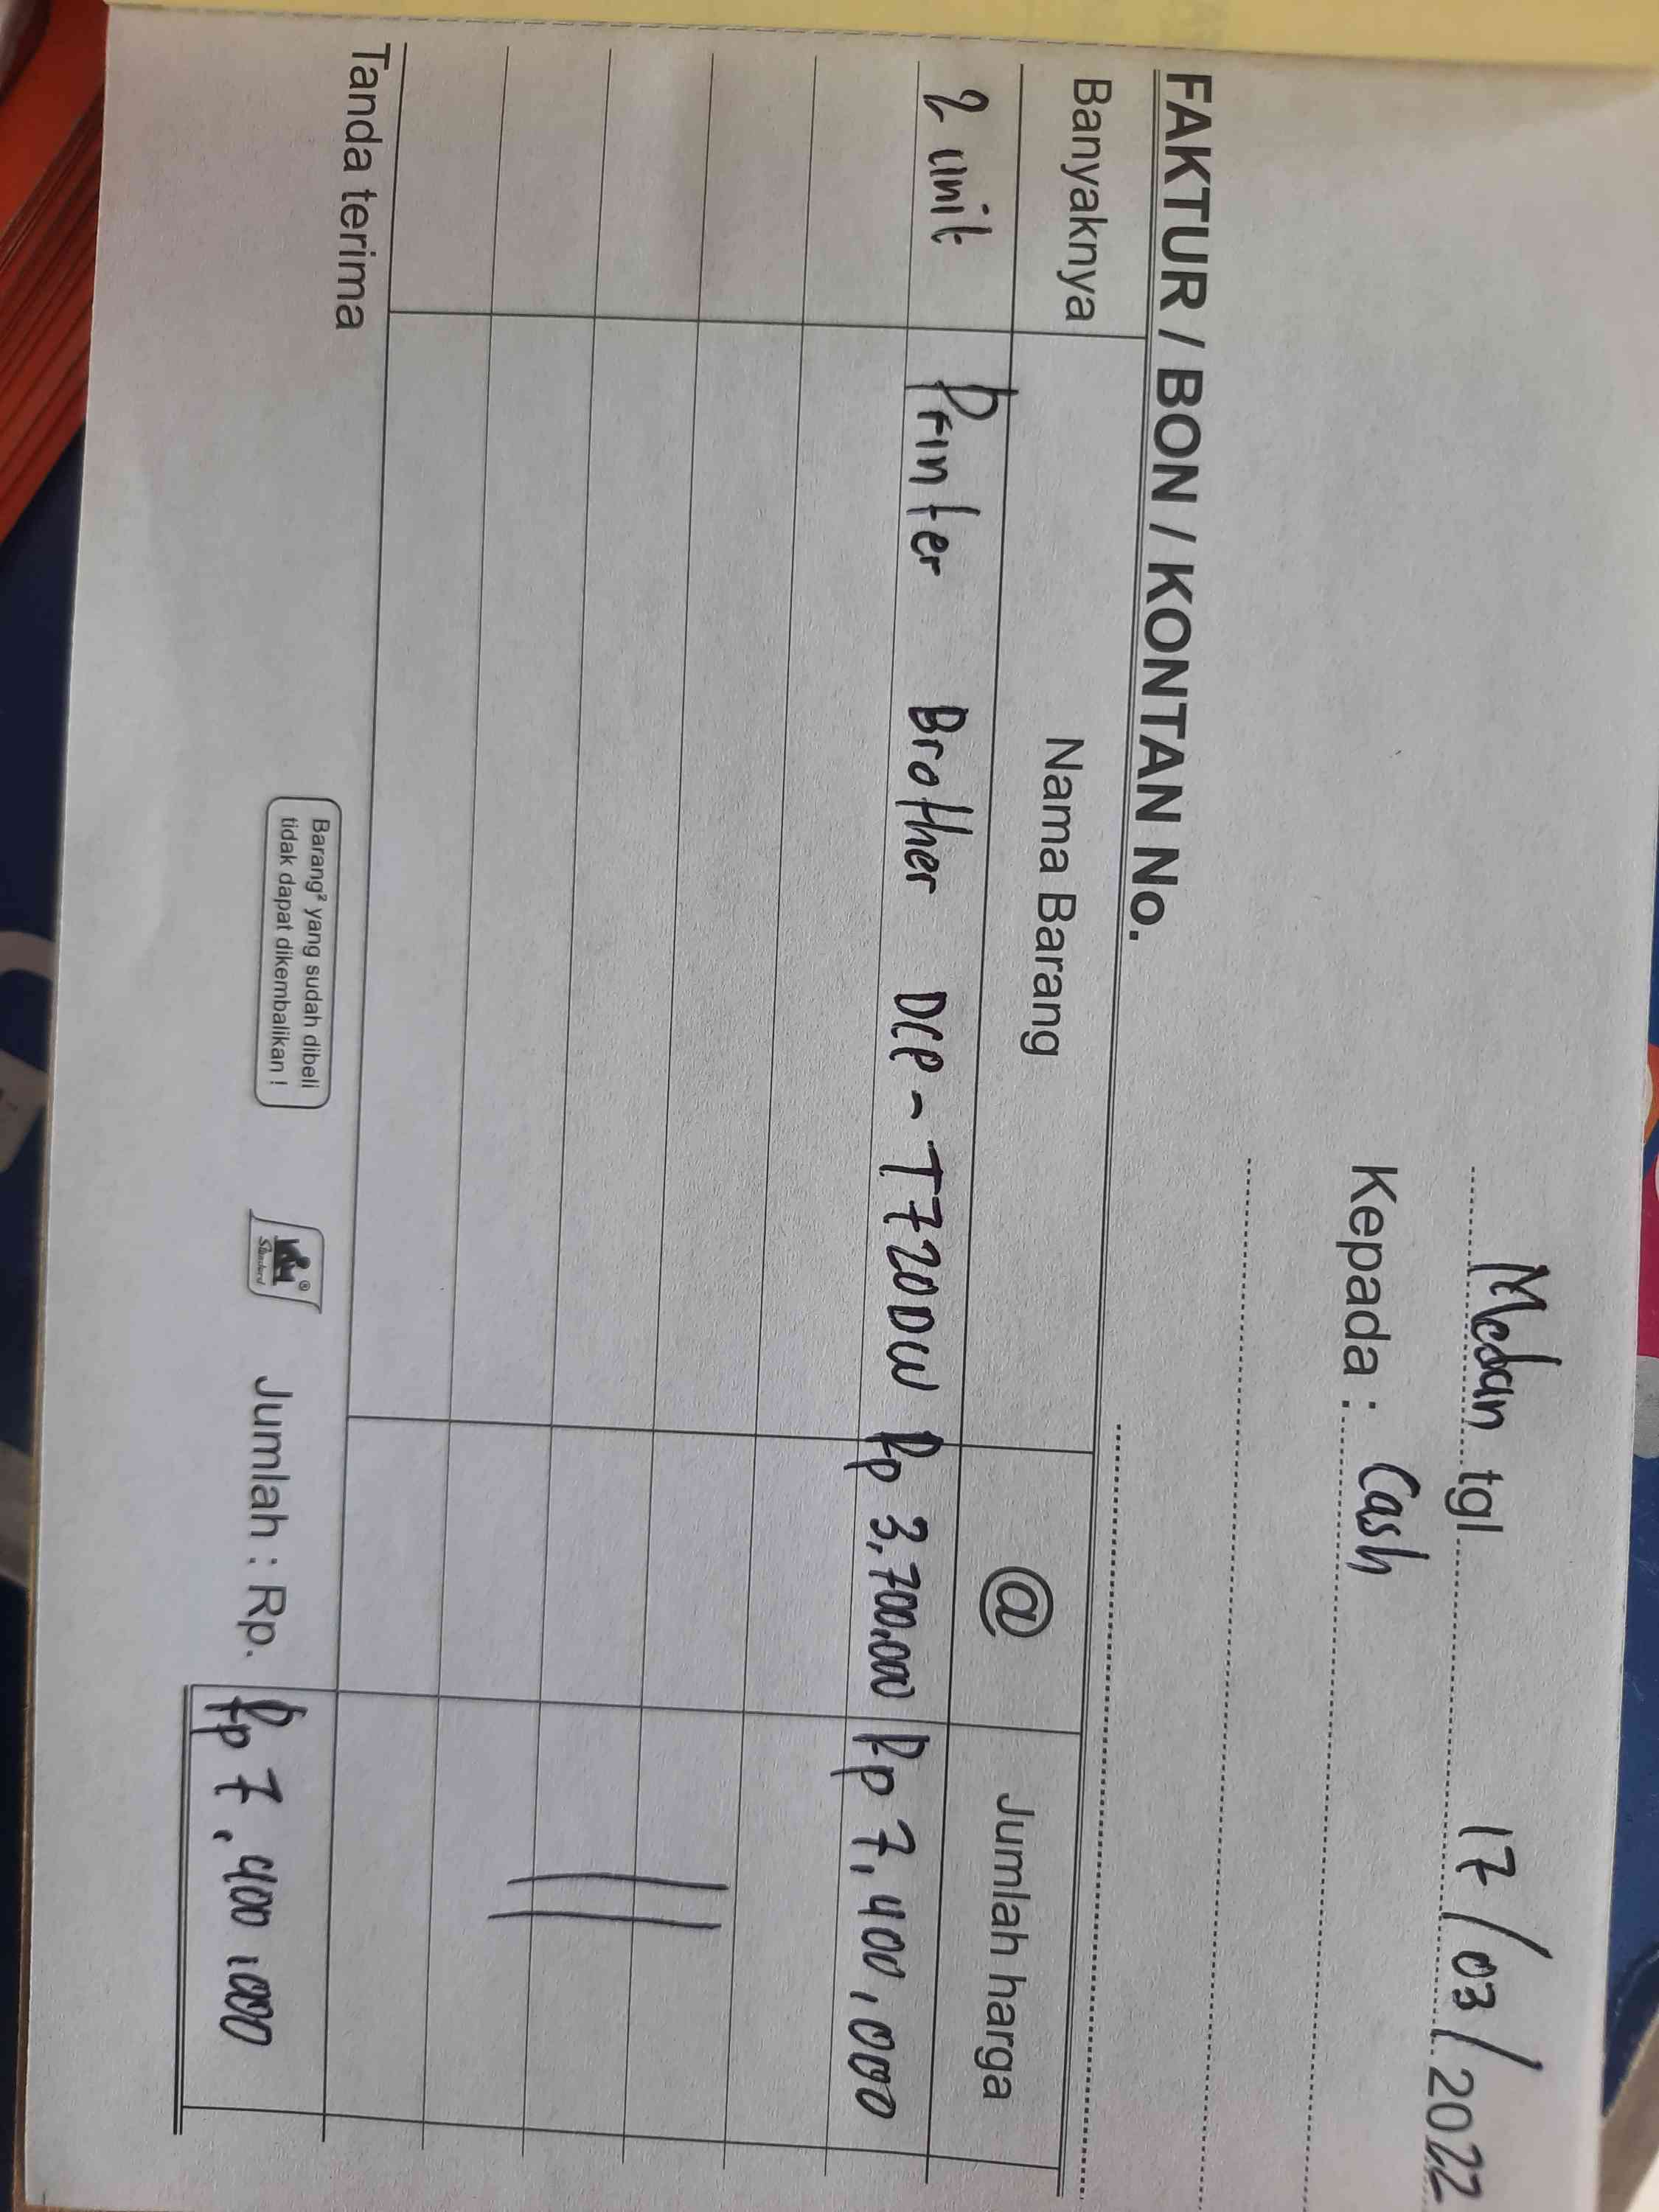 Medan tgl 17/03/2022
Kepada : Cash
FAKTUR / BON / KONTAN No.
Banyaknya Nama Barang @ Jumlah harga
2 unit Printer Brother DCP-T720DW Rp 3,700,000 Rp 7,400,000
Tanda terima
Barang² yang sudah dibeli
tidak dapat dikembalikan !
Standard
Jumlah : Rp. Rp 7,400,000